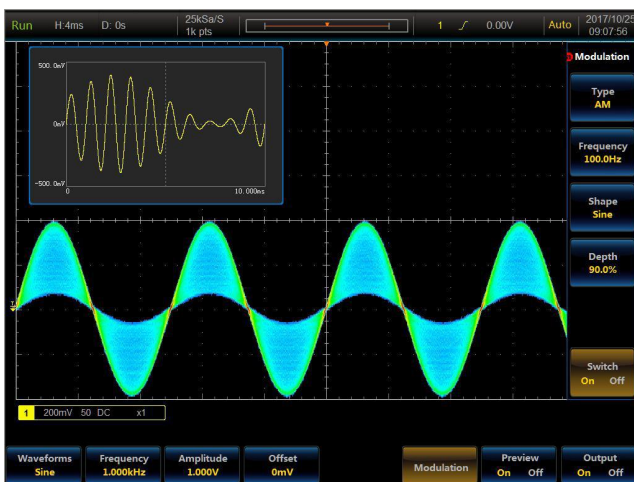 Run H:4ms D: 0s 25kSa/S 1k pts 1 0.00V Auto 2017/10/25 09:07:56
Modulation
Type
AM
Frequency
100.0Hz
Shape
Sine
Depth
90.0%
Switch
On Off
500.0mV
0mV
-500.0mV
0 10.000ms
1 200mV 50 DC x1
Waveforms
Sine
Frequency
1.000kHz
Amplitude
1.000V
Offset
0mV
Modulation
Preview
On Off
Output
On Off